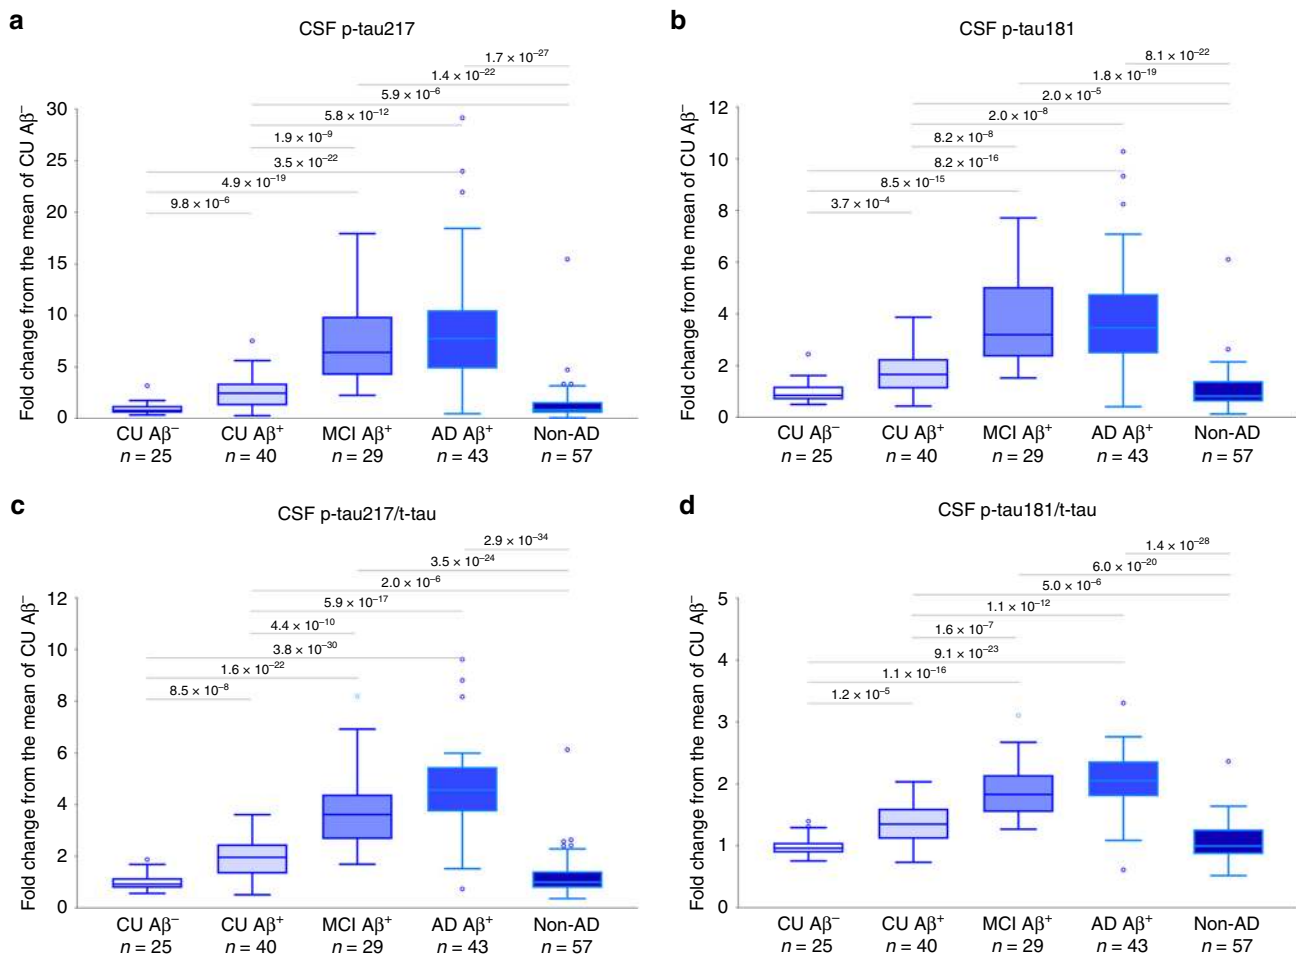 a
CSF p-tau217
1.7 × 10⁻²⁷
1.4 × 10⁻²²
5.9 × 10⁻⁶
5.8 × 10⁻¹²
1.9 × 10⁻⁹
3.5 × 10⁻²²
4.9 × 10⁻¹⁹
9.8 × 10⁻⁶
Fold change from the mean of CU Aβ⁻
30
25
20
15
10
5
0
CU Aβ⁻ CU Aβ⁺ MCI Aβ⁺ AD Aβ⁺ Non-AD
n = 25 n = 40 n = 29 n = 43 n = 57
b
CSF p-tau181
8.1 × 10⁻²²
1.8 × 10⁻¹⁹
2.0 × 10⁻⁵
2.0 × 10⁻⁸
8.2 × 10⁻⁸
8.2 × 10⁻¹⁶
8.5 × 10⁻¹⁵
3.7 × 10⁻⁴
Fold change from the mean of CU Aβ⁻
12
10
8
6
4
2
0
CU Aβ⁻ CU Aβ⁺ MCI Aβ⁺ AD Aβ⁺ Non-AD
n = 25 n = 40 n = 29 n = 43 n = 57
c
CSF p-tau217/t-tau
2.9 × 10⁻³⁴
3.5 × 10⁻²⁴
2.0 × 10⁻⁶
5.9 × 10⁻¹⁷
4.4 × 10⁻¹⁰
3.8 × 10⁻³⁰
1.6 × 10⁻²²
8.5 × 10⁻⁸
Fold change from the mean of CU Aβ⁻
12
10
8
6
4
2
0
CU Aβ⁻ CU Aβ⁺ MCI Aβ⁺ AD Aβ⁺ Non-AD
n = 25 n = 40 n = 29 n = 43 n = 57
d
CSF p-tau181/t-tau
1.4 × 10⁻²⁸
6.0 × 10⁻²⁰
5.0 × 10⁻⁶
1.1 × 10⁻¹²
1.6 × 10⁻⁷
9.1 × 10⁻²³
1.1 × 10⁻¹⁶
1.2 × 10⁻⁵
Fold change from the mean of CU Aβ⁻
5
4
3
2
1
0
CU Aβ⁻ CU Aβ⁺ MCI Aβ⁺ AD Aβ⁺ Non-AD
n = 25 n = 40 n = 29 n = 43 n = 57